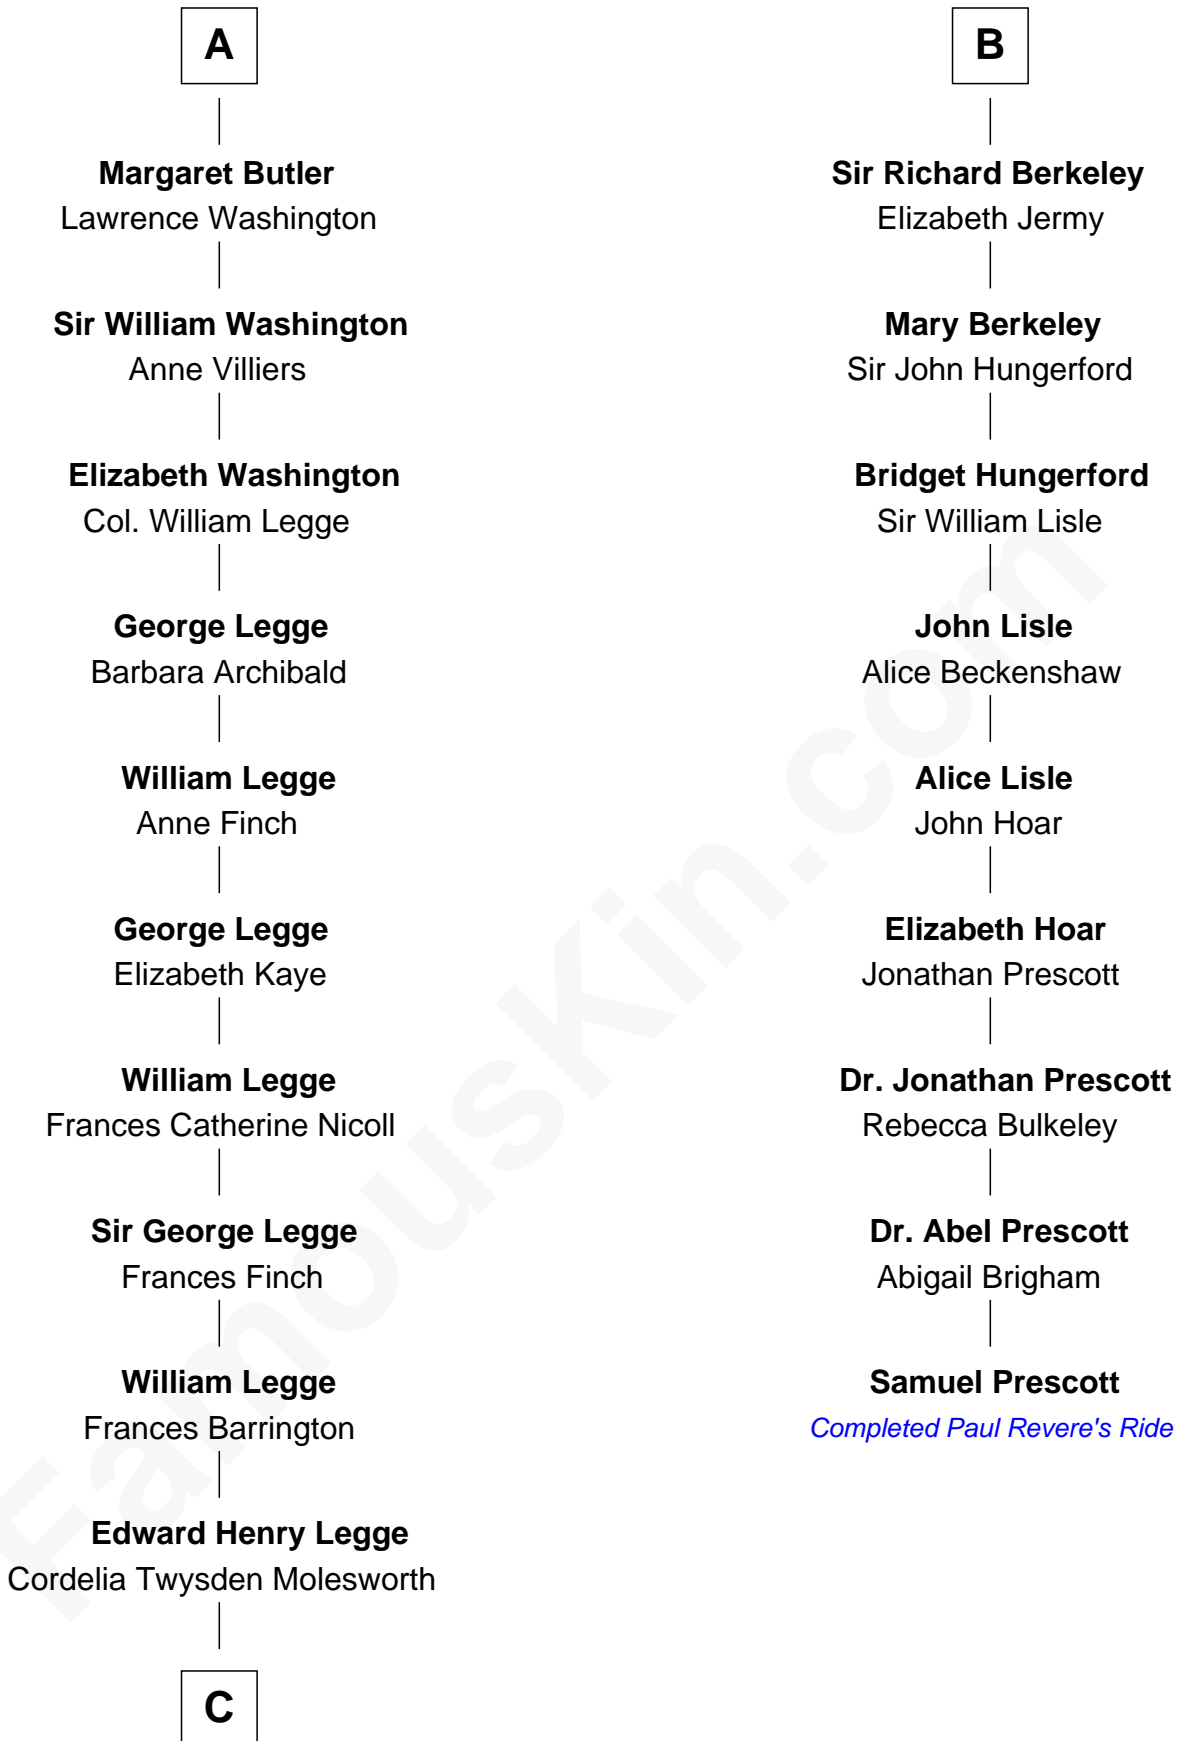 A
Margaret Butler
Lawrence Washington
Sir William Washington
Anne Villiers
Elizabeth Washington
Col. William Legge
George Legge
Barbara Archibald
William Legge
Anne Finch
George Legge
Elizabeth Kaye
William Legge
Frances Catherine Nicoll
Sir George Legge
Frances Finch
William Legge
Frances Barrington
Edward Henry Legge
Cordelia Twysden Molesworth
C
B
Sir Richard Berkeley
Elizabeth Jermy
Mary Berkeley
Sir John Hungerford
Bridget Hungerford
Sir William Lisle
John Lisle
Alice Beckenshaw
Alice Lisle
John Hoar
Elizabeth Hoar
Jonathan Prescott
Dr. Jonathan Prescott
Rebecca Bulkeley
Dr. Abel Prescott
Abigail Brigham
Samuel Prescott
Completed Paul Revere's Ride
FamousKin.com